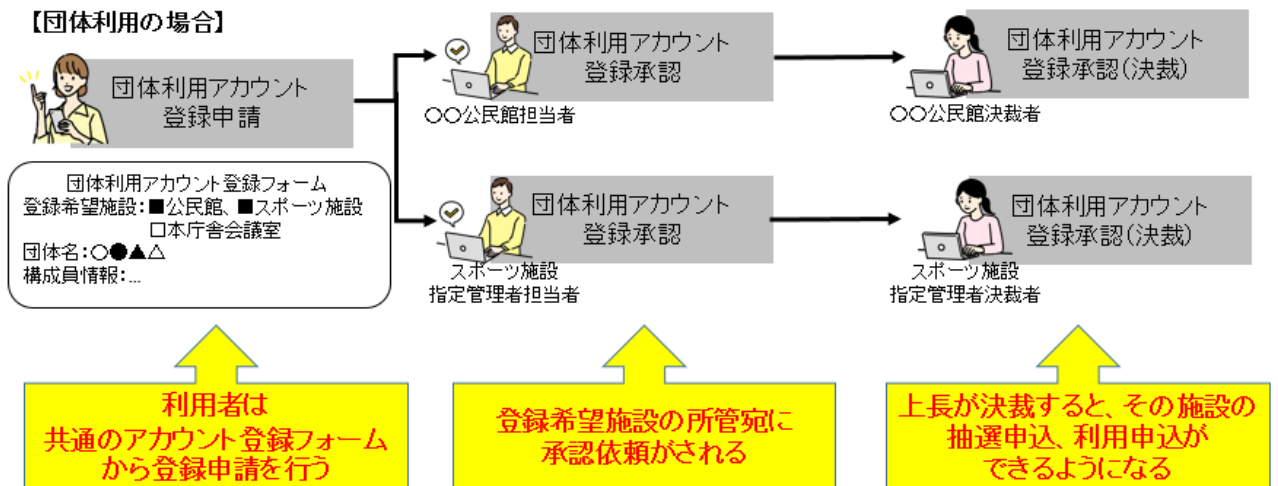 【団体利用の場合】
団体利用アカウント
登録申請
団体利用アカウント
登録承認
〇〇公民館担当者
団体利用アカウント
登録承認(決裁)
〇〇公民館決裁者
団体利用アカウント登録フォーム
登録希望施設:■公民館、■スポーツ施設
□本庁舎会議室
団体名:○●▲△
構成員情報:...
団体利用アカウント
登録承認
スポーツ施設
指定管理者担当者
団体利用アカウント
登録承認(決裁)
スポーツ施設
指定管理者決裁者
利用者は
共通のアカウント登録フォーム
から登録申請を行う
登録希望施設の所管宛に
承認依頼がされる
上長が決裁すると、その施設の
抽選申込、利用申込が
できるようになる